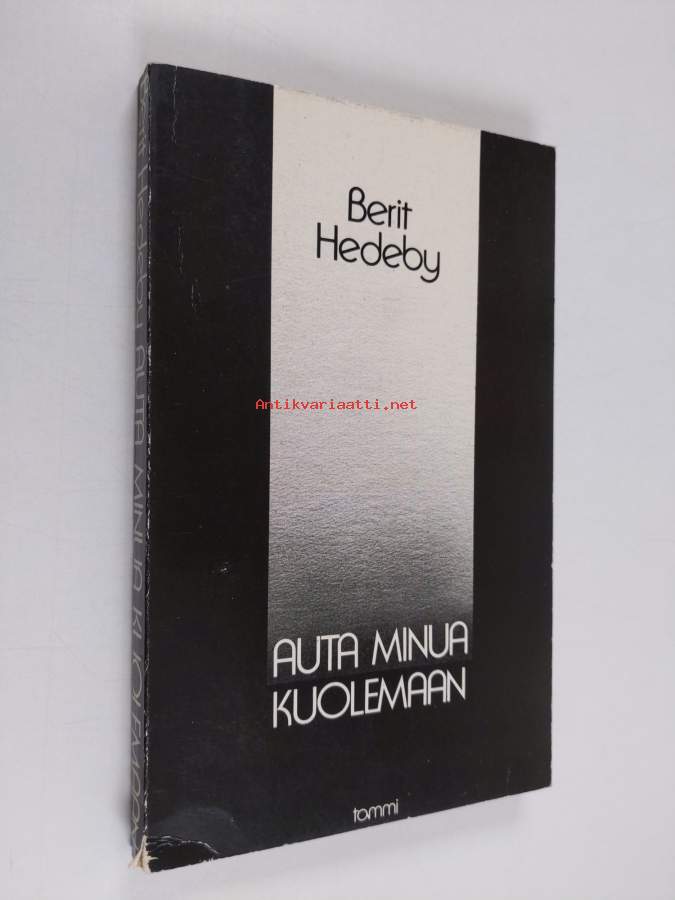 Berit
Hedeby
Antikvariaatti.net
AUTA MINUA
KUOLEMAAN
tammi
Berit Hedeby AUTA MINUA KUOLEMAAN